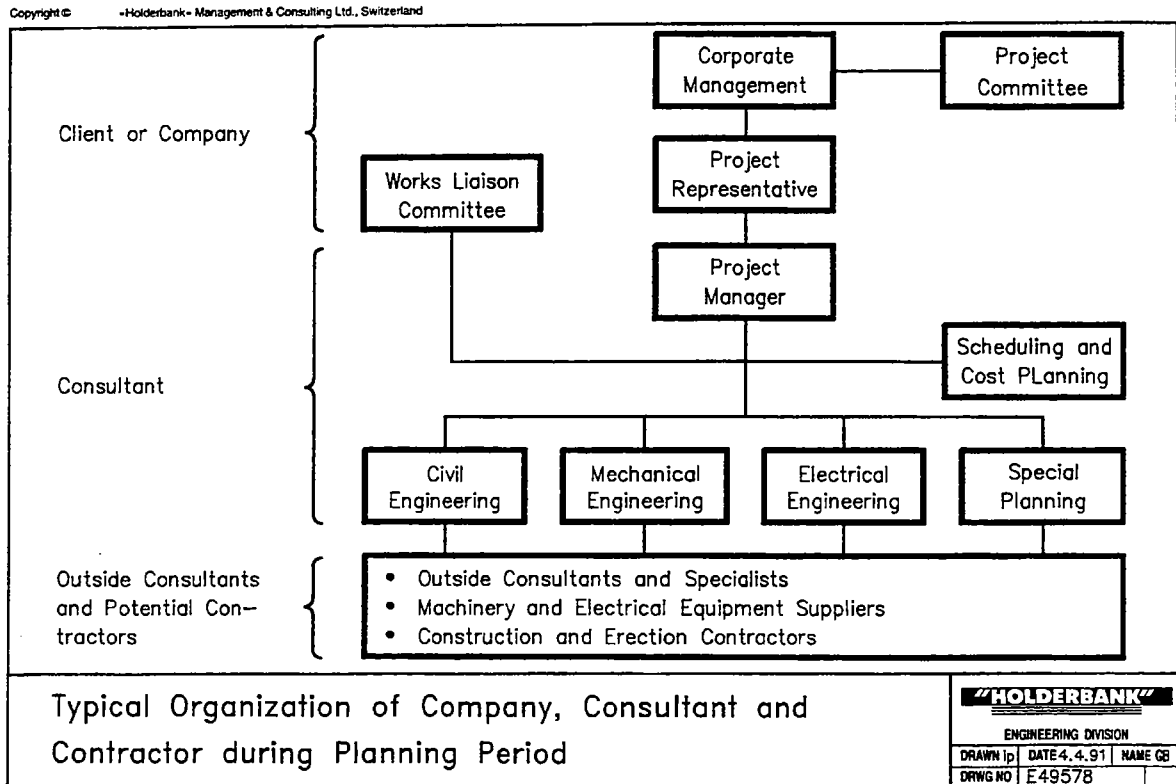 Copyright © -Holderbank- Management & Consulting Ltd., Switzerland
Corporate
Management
Project
Committee
Client or Company
Project
Representative
Works Liaison
Committee
Project
Manager
Scheduling and
Cost PLanning
Consultant
Civil
Engineering
Mechanical
Engineering
Electrical
Engineering
Special
Planning
Outside Consultants
and Potential Con-
tractors
• Outside Consultants and Specialists
• Machinery and Electrical Equipment Suppliers
• Construction and Erection Contractors
Typical Organization of Company, Consultant and
Contractor during Planning Period
"HOLDERBANK"
ENGINEERING DIVISION
DRAWN ip DATE 4.4.91 NAME GB
DRWG NO E49578